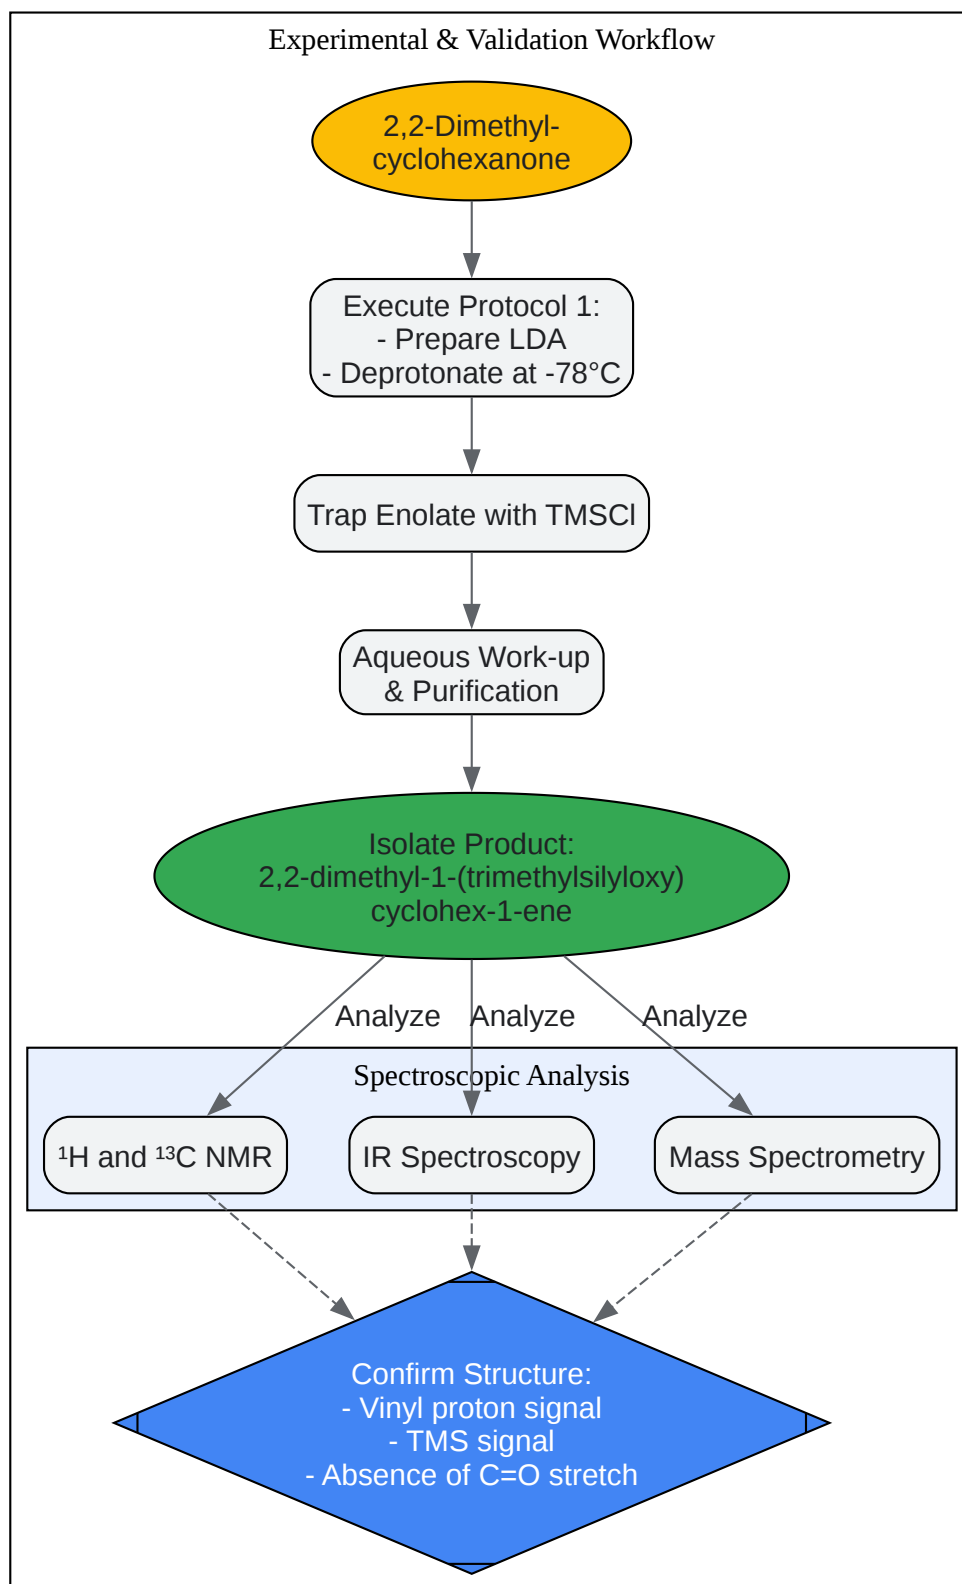 Experimental & Validation Workflow
2,2-Dimethyl-
cyclohexanone
Execute Protocol 1:
- Prepare LDA
- Deprotonate at -78°C
Trap Enolate with TMSCl
Aqueous Work-up
& Purification
Isolate Product:
2,2-dimethyl-1-(trimethylsilyloxy)
cyclohex-1-ene
Analyze
Analyze
Analyze
Spectroscopic Analysis
¹H and ¹³C NMR
IR Spectroscopy
Mass Spectrometry
Confirm Structure:
- Vinyl proton signal
- TMS signal
- Absence of C=O stretch